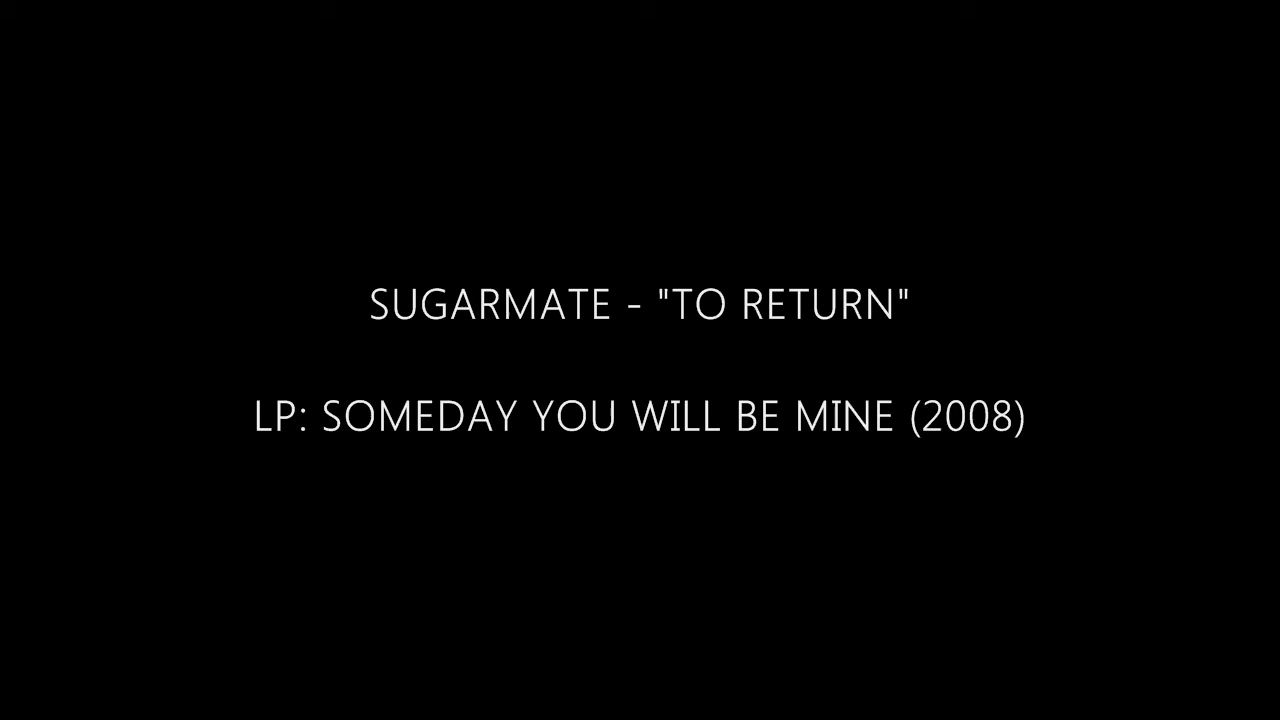 SUGARMATE - "TO RETURN"
LP: SOMEDAY YOU WILL BE MINE (2008)